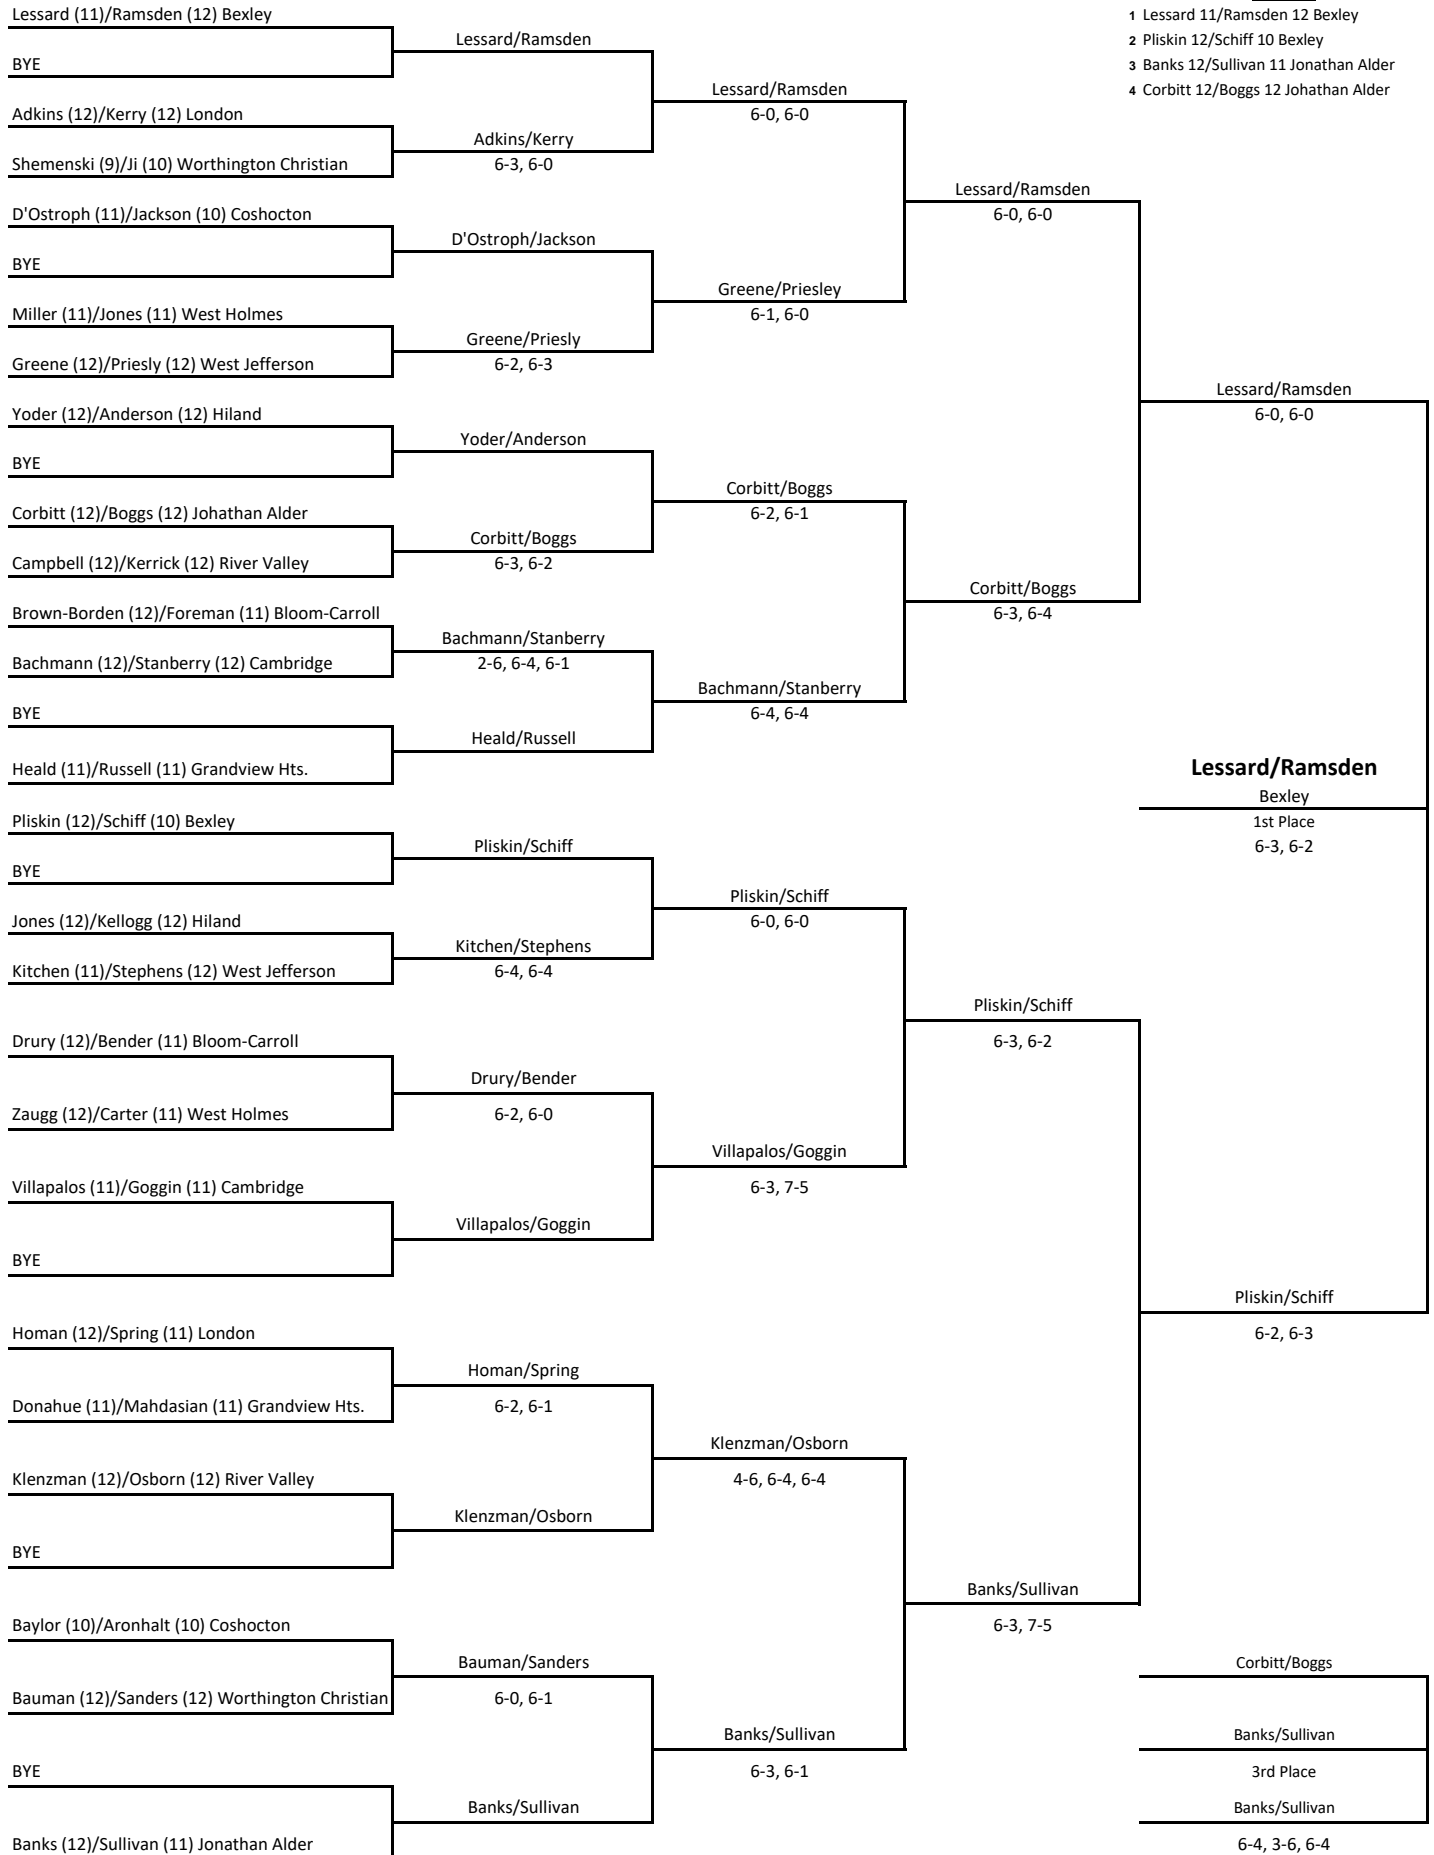 Lessard (11)/Ramsden (12) Bexley
1 Lessard 11/Ramsden 12 Bexley
Lessard/Ramsden
2 Pliskin 12/Schiff 10 Bexley
BYE
3 Banks 12/Sullivan 11 Jonathan Alder
Lessard/Ramsden
4 Corbitt 12/Boggs 12 Johathan Alder
Adkins (12)/Kerry (12) London
6-0, 6-0
Adkins/Kerry
Shemenski (9)/Ji (10) Worthington Christian
6-3, 6-0
Lessard/Ramsden
D'Ostroph (11)/Jackson (10) Coshocton
6-0, 6-0
D'Ostroph/Jackson
BYE
Greene/Priesley
Miller (11)/Jones (11) West Holmes
6-1, 6-0
Greene/Priesly
Greene (12)/Priesly (12) West Jefferson
6-2, 6-3
Lessard/Ramsden
Yoder (12)/Anderson (12) Hiland
6-0, 6-0
Yoder/Anderson
BYE
Corbitt/Boggs
Corbitt (12)/Boggs (12) Johathan Alder
6-2, 6-1
Corbitt/Boggs
Campbell (12)/Kerrick (12) River Valley
6-3, 6-2
Corbitt/Boggs
Brown-Borden (12)/Foreman (11) Bloom-Carroll
6-3, 6-4
Bachmann/Stanberry
Bachmann (12)/Stanberry (12) Cambridge
2-6, 6-4, 6-1
Bachmann/Stanberry
BYE
6-4, 6-4
Heald/Russell
Heald (11)/Russell (11) Grandview Hts.
Lessard/Ramsden
Bexley
Pliskin (12)/Schiff (10) Bexley
1st Place
Pliskin/Schiff
6-3, 6-2
BYE
Pliskin/Schiff
Jones (12)/Kellogg (12) Hiland
6-0, 6-0
Kitchen/Stephens
Kitchen (11)/Stephens (12) West Jefferson
6-4, 6-4
Pliskin/Schiff
Drury (12)/Bender (11) Bloom-Carroll
6-3, 6-2
Drury/Bender
Zaugg (12)/Carter (11) West Holmes
6-2, 6-0
Villapalos/Goggin
Villapalos (11)/Goggin (11) Cambridge
6-3, 7-5
Villapalos/Goggin
BYE
Pliskin/Schiff
Homan (12)/Spring (11) London
6-2, 6-3
Homan/Spring
Donahue (11)/Mahdasian (11) Grandview Hts.
6-2, 6-1
Klenzman/Osborn
Klenzman (12)/Osborn (12) River Valley
4-6, 6-4, 6-4
Klenzman/Osborn
BYE
Banks/Sullivan
Baylor (10)/Aronhalt (10) Coshocton
6-3, 7-5
Bauman/Sanders
Corbitt/Boggs
Bauman (12)/Sanders (12) Worthington Christian
6-0, 6-1
Banks/Sullivan
Banks/Sullivan
BYE
6-3, 6-1
3rd Place
Banks/Sullivan
Banks/Sullivan
Banks (12)/Sullivan (11) Jonathan Alder
6-4, 3-6, 6-4